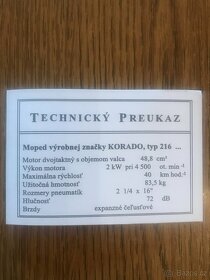 TECHNICKÝ PREUKAZ
Moped výrobnej značky KORADO, typ 216 ...
Motor dvojtaktný s objemom valca 48,8 cm³
Výkon motora 2 kW pri 4 500 ot. min⁻¹
Maximálna rýchlosť 40 km hod⁻¹
Užitočná hmotnosť 83,5 kg
Rozmery pneumatík 2 1/4 x 16"
Hlučnosť 72 dB
Brzdy expanzné čeľusťové